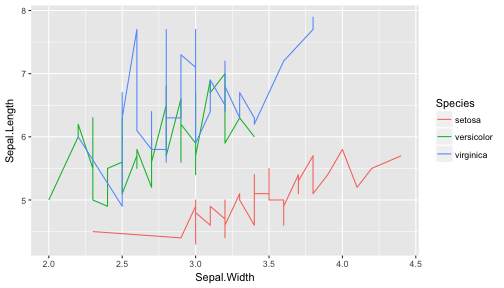 8
7
6
5
Sepal.Length
2.0 2.5 3.0 3.5 4.0 4.5
Sepal.Width
Species
setosa
versicolor
virginica